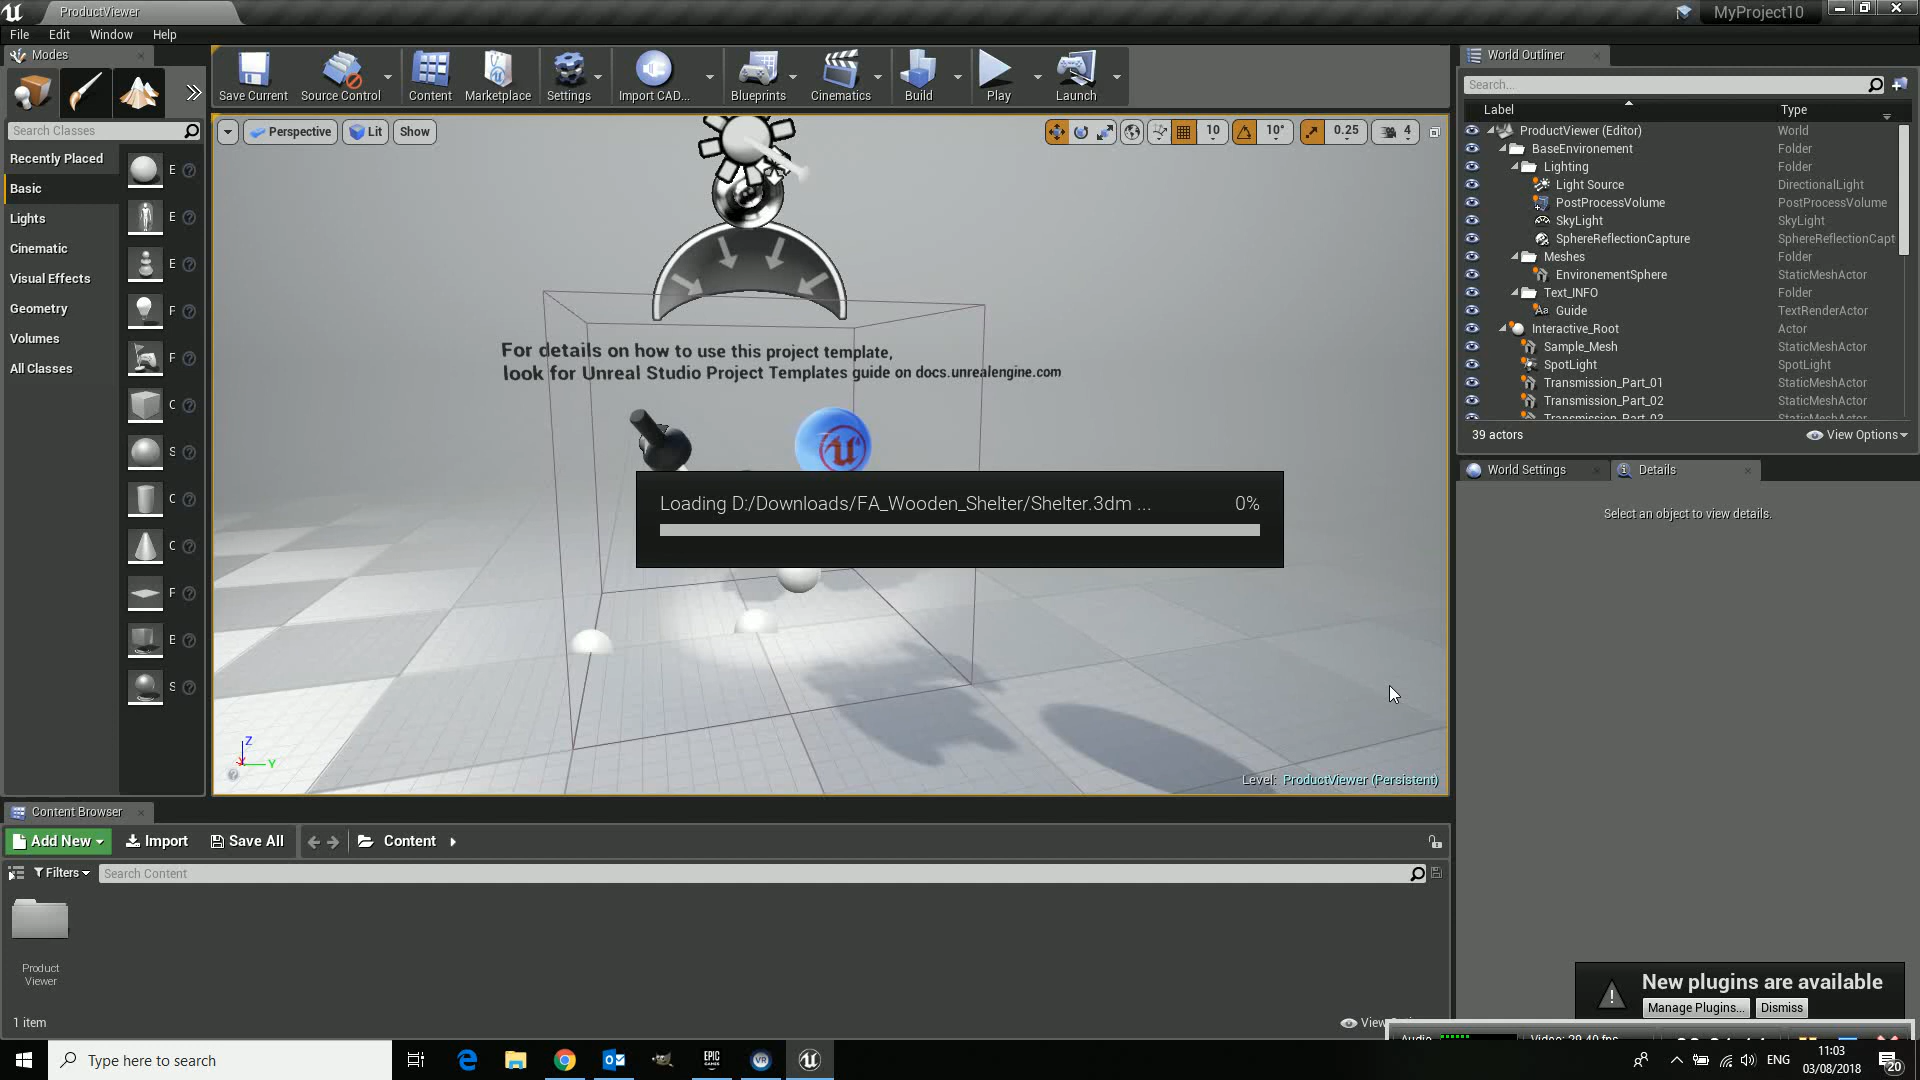 ProductViewer
MyProject10
File Edit Window Help
Modes
Search Classes
Recently Placed
Basic
Lights
Cinematic
Visual Effects
Geometry
Volumes
All Classes
E
E
E
F
F
C
S
C
C
F
E
S
Save Current
Source Control
Content
Marketplace
Settings
Import CAD...
Blueprints
Cinematics
Build
Play
Launch
Perspective
Lit
Show
10
10°
0.25
4
For details on how to use this project template,
look for Unreal Studio Project Templates guide on docs.unrealengine.com
Loading D:/Downloads/FA_Wooden_Shelter/Shelter.3dm ... 0%
Z
Y
Level: ProductViewer (Persistent)
World Outliner
Search...
Label Type
ProductViewer (Editor) World
BaseEnvironement Folder
Lighting Folder
Light Source DirectionalLight
PostProcessVolume PostProcessVolume
SkyLight SkyLight
SphereReflectionCapture SphereReflectionCapt
Meshes Folder
EnvironementSphere StaticMeshActor
Text_INFO Folder
Guide TextRenderActor
Interactive_Root Actor
Sample_Mesh StaticMeshActor
SpotLight SpotLight
Transmission_Part_01 StaticMeshActor
Transmission_Part_02 StaticMeshActor
Transmission_Part_03 StaticMeshActor
39 actors
View Options
World Settings
Details
Select an object to view details.
Content Browser
Add New
Import
Save All
Content
Filters
Search Content
Product
Viewer
1 item
New plugins are available
Manage Plugins...
Dismiss
Type here to search
EPIC
GAMES
VR
ENG
11:03
03/08/2018
20